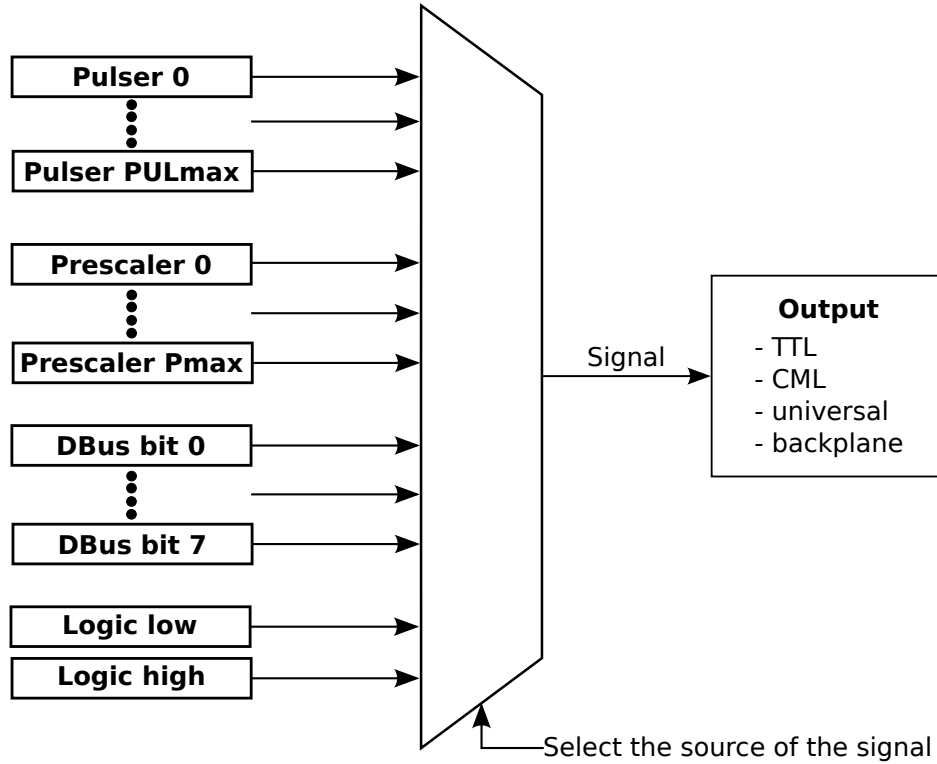 Pulser 0
Pulser PULmax
Prescaler 0
Prescaler Pmax
DBus bit 0
DBus bit 7
Logic low
Logic high
Signal
Output
- TTL
- CML
- universal
- backplane
Select the source of the signal